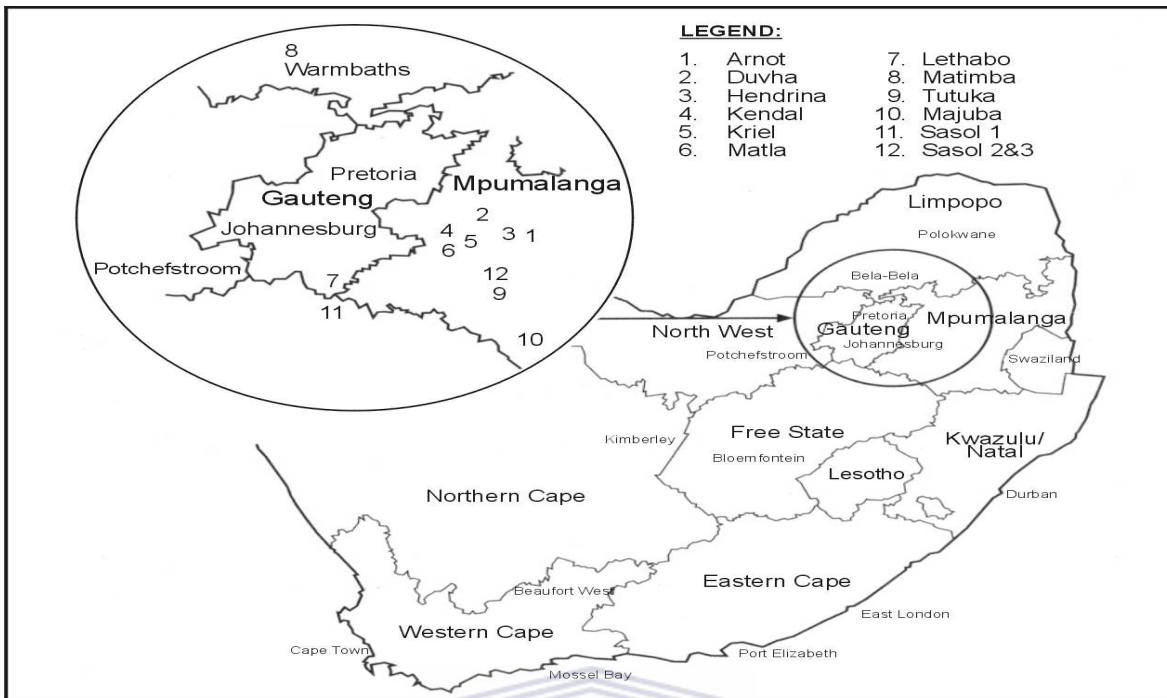 LEGEND:
1. Arnot
2. Duvha
3. Hendrina
4. Kendal
5. Kriel
6. Matla
7. Lethabo
8. Matimba
9. Tutuka
10. Majuba
11. Sasol 1
12. Sasol 2&3
8
Warmbaths
Pretoria
Mpumalanga
Gauteng
2
Johannesburg
4
5
3
1
6
Potchefstroom
7
12
9
11
10
Limpopo
Polokwane
Bela-Bela
Pretoria
Mpumalanga
North West
Gauteng
Johannesburg
Potchefstroom
Swaziland
Free State
Kimberley
Kwazulu/
Natal
Bloemfontein
Lesotho
Northern Cape
Durban
Eastern Cape
Beaufort West
East London
Western Cape
Cape Town
Port Elizabeth
Mossel Bay